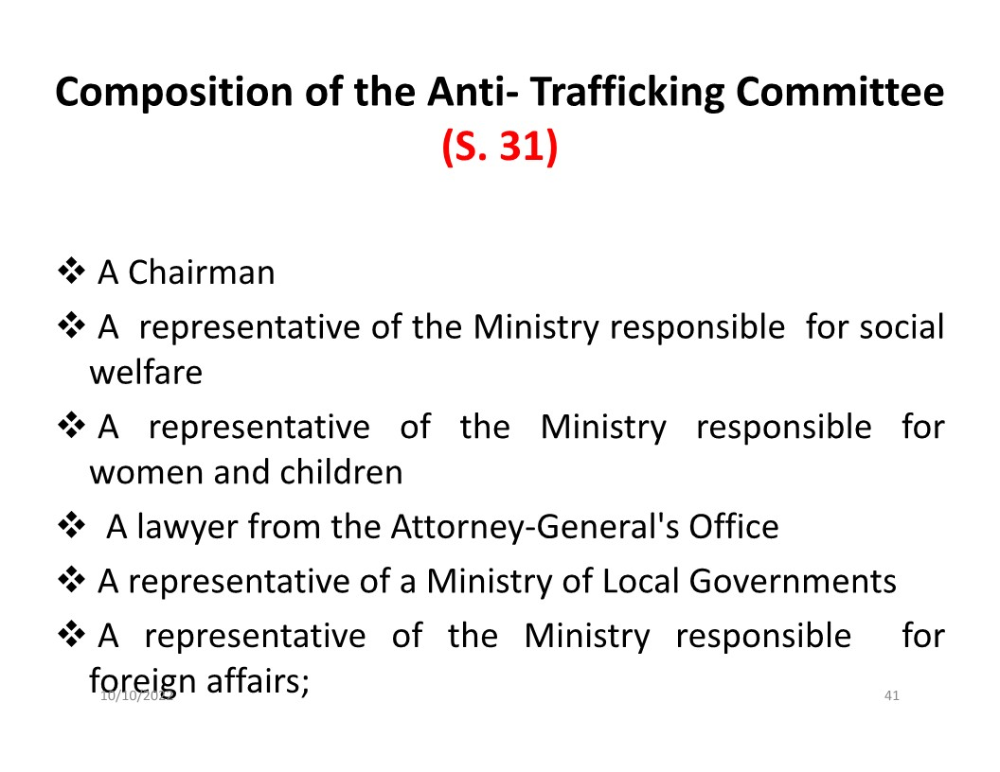 Composition of the Anti- Trafficking Committee
(S. 31)
❖ A Chairman
❖ A representative of the Ministry responsible for social
welfare
❖ A representative of the Ministry responsible for
women and children
❖ A lawyer from the Attorney-General's Office
❖ A representative of a Ministry of Local Governments
❖ A representative of the Ministry responsible for
foreign affairs;
41